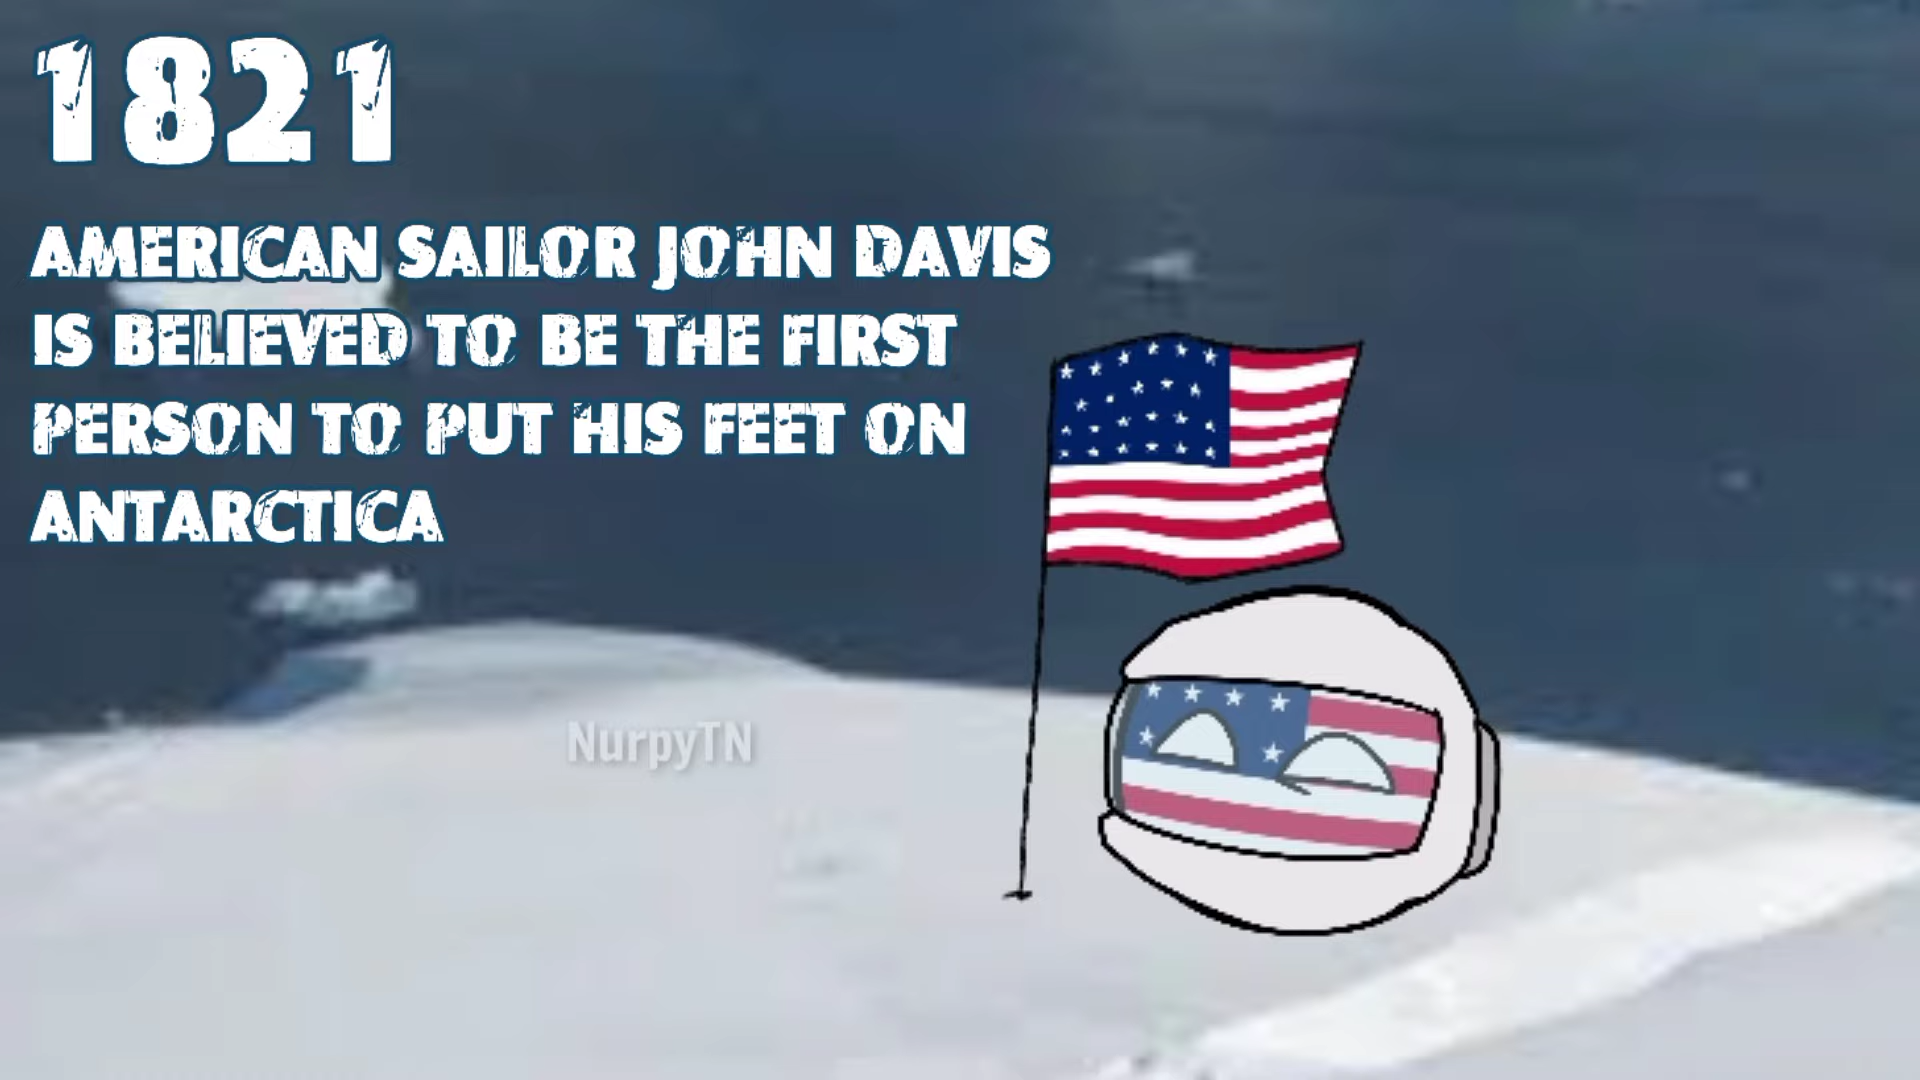 1821
AMERICAN SAILOR JOHN DAVIS
IS BELIEVED TO BE THE FIRST
PERSON TO PUT HIS FEET ON
ANTARCTICA
NurpyTN